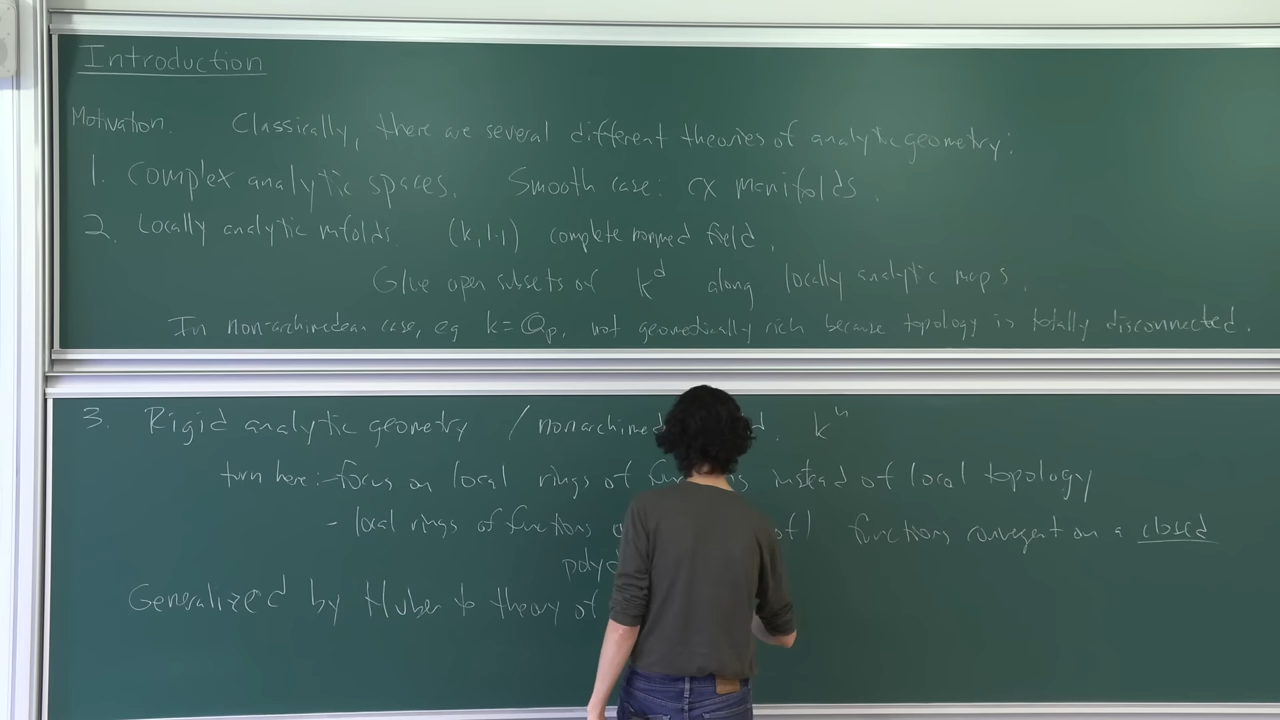 Introduction
Motivation. Classically, there are several different theories of analytic geometry:
1. Complex analytic spaces. Smooth case: cx manifolds.
2. Locally analytic mfolds. (k, |·|) complete normed field,
Glue open subsets of k^d along locally analytic maps.
In non-archimedean case, eg k = ℚ_p, not geometrically rich because topology is totally disconnected.
3. Rigid analytic geometry / nonarchimed
turn here: - focus on local rings of instead of local topology
- local rings of functions functions convergent on a closed
Generalized by Huber to theory of